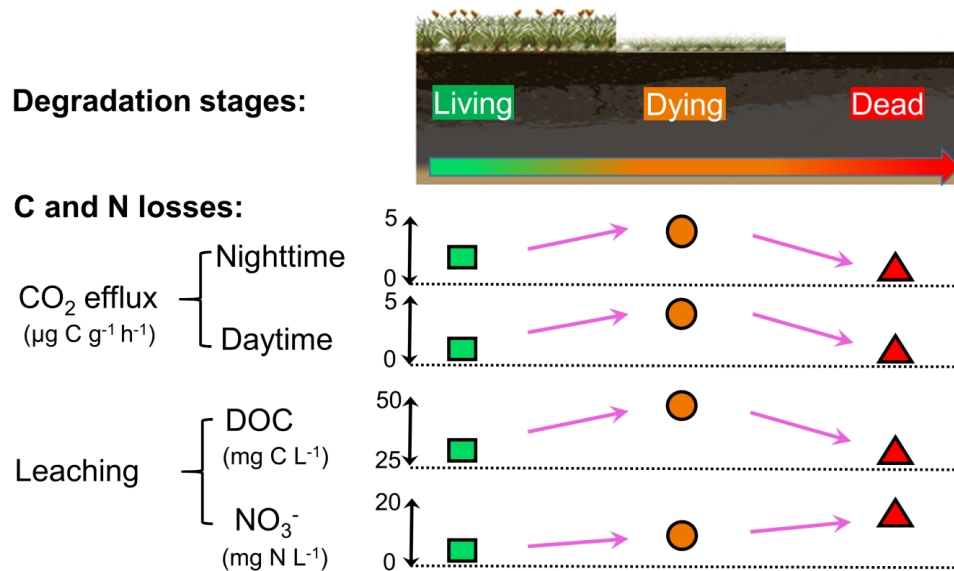 Degradation stages:
Living
Dying
Dead
C and N losses:
CO₂ efflux
(µg C g⁻¹ h⁻¹)
Nighttime
5
0
Daytime
5
0
Leaching
DOC
(mg C L⁻¹)
50
25
NO₃⁻
(mg N L⁻¹)
20
0